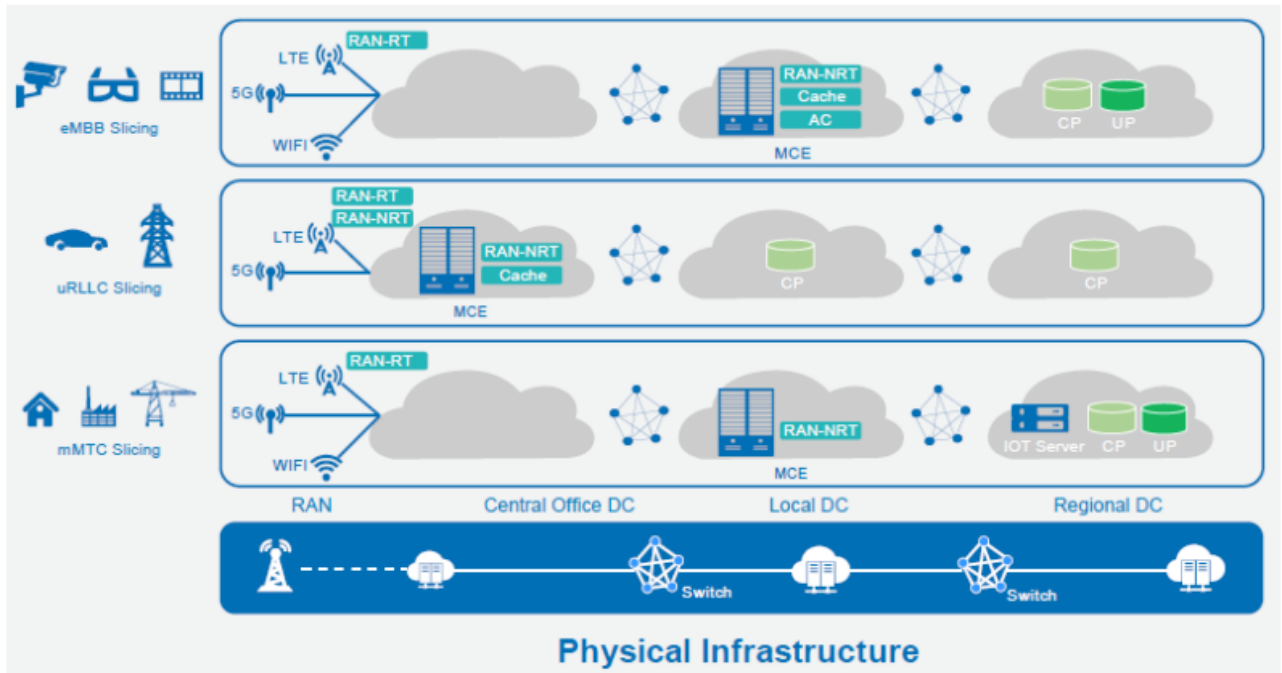 RAN-RT
LTE
5G
WIFI
eMBB Slicing
RAN-NRT
Cache
AC
MCE
CP UP
RAN-RT
RAN-NRT
LTE
5G
uRLLC Slicing
RAN-NRT
Cache
MCE
CP
CP
RAN-RT
LTE
5G
WIFI
mMTC Slicing
RAN-NRT
MCE
IOT Server CP UP
RAN Central Office DC Local DC Regional DC
Switch Switch
Physical Infrastructure